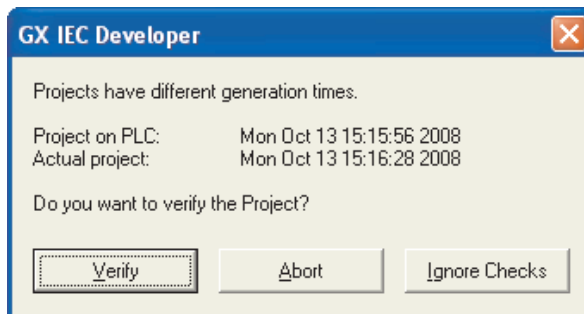 GX IEC Developer
Projects have different generation times.
Project on PLC: Mon Oct 13 15:15:56 2008
Actual project: Mon Oct 13 15:16:28 2008
Do you want to verify the Project?
Verify Abort Ignore Checks